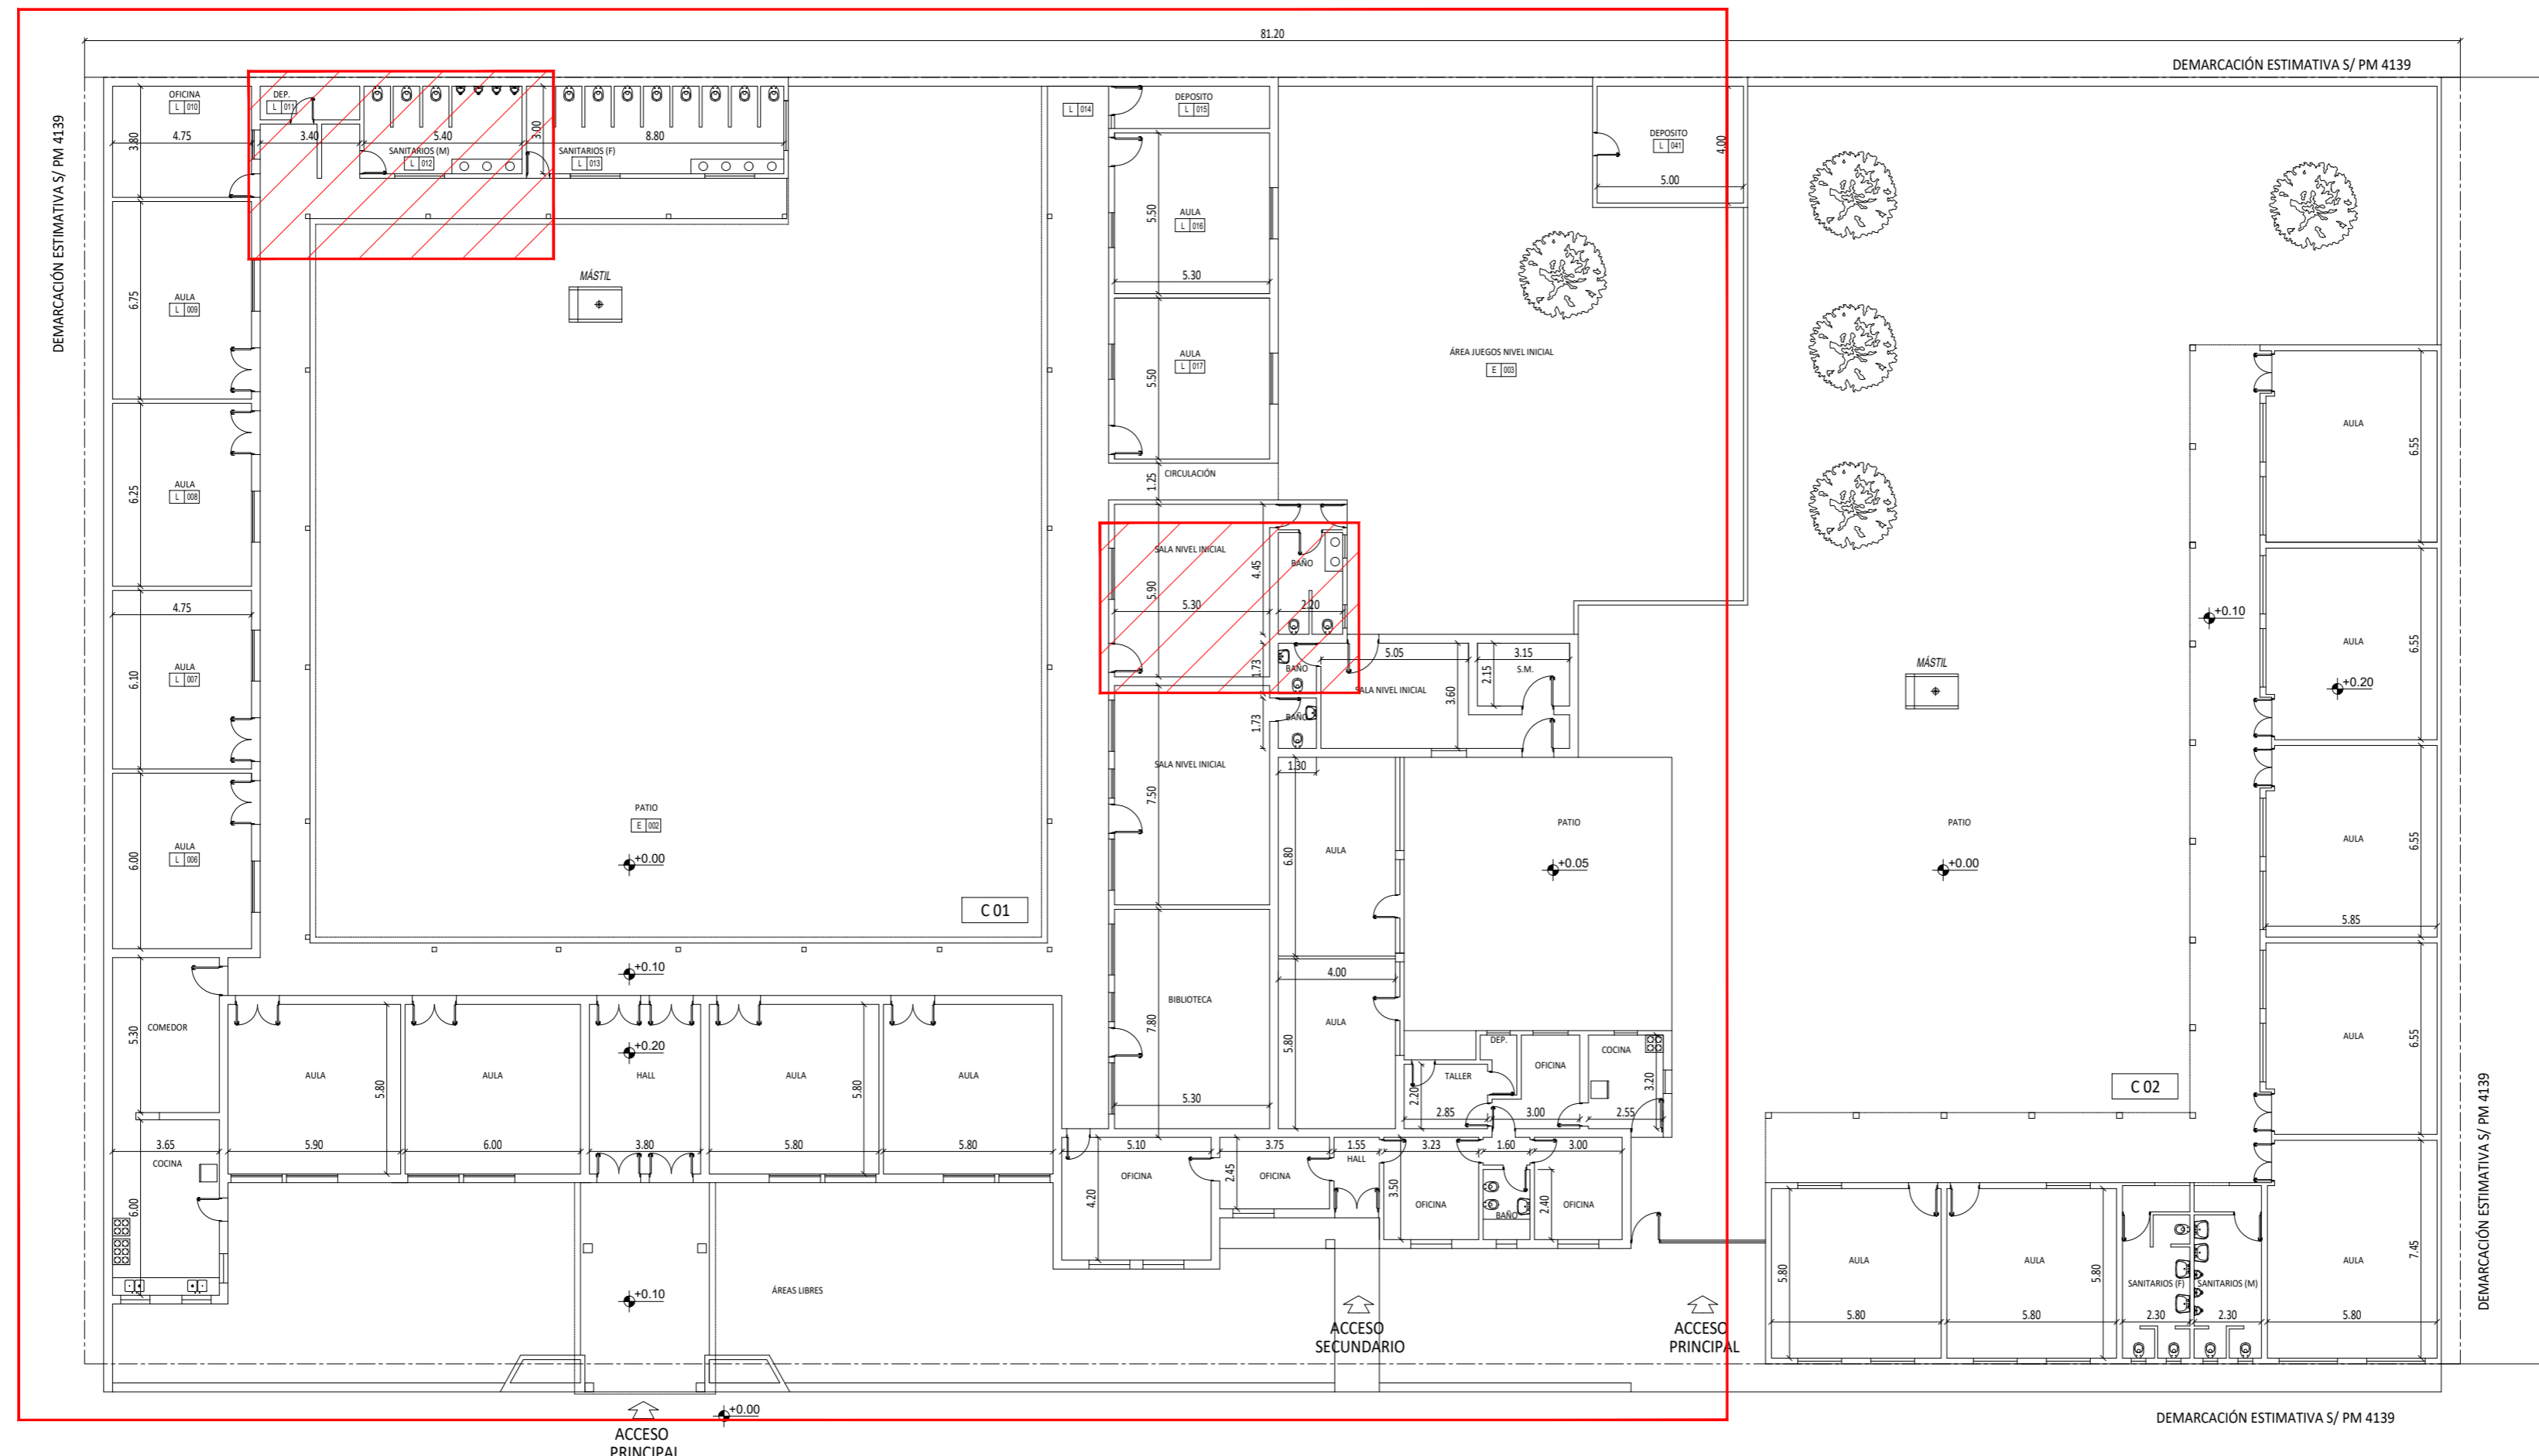 81.20
DEMARCACIÓN ESTIMATIVA S/ PM 4139
DEMARCACIÓN ESTIMATIVA S/ PM 4139
OFICINA
L 010
4.75
3.80
DEP.
L 011
3.40
5.40
SANITARIOS (M)
L 012
3.00
8.80
SANITARIOS (F)
L 013
L 014
DEPOSITO
L 015
DEPOSITO
L 041
4.00
5.00
AULA
L 016
5.50
5.30
MÁSTIL
AULA
L 009
6.75
AULA
L 017
5.50
ÁREA JUEGOS NIVEL INICIAL
E 003
CIRCULACIÓN
1.25
AULA
L 008
6.25
AULA
6.55
SALA NIVEL INICIAL
5.90
5.30
4.45
BAÑO
2.20
4.75
AULA
L 007
6.10
1.73
BAÑO
5.05
SALA NIVEL INICIAL
3.60
3.15
2.15
S.M.
1.73
BAÑO
1.30
+0.10
AULA
6.55
+0.20
MÁSTIL
SALA NIVEL INICIAL
7.50
PATIO
E 002
+0.00
AULA
L 006
6.00
AULA
6.80
PATIO
+0.05
PATIO
+0.00
AULA
6.55
5.85
C 01
+0.10
4.00
BIBLIOTECA
7.80
5.30
AULA
5.80
COMEDOR
5.30
+0.20
AULA
5.80
AULA
HALL
AULA
5.80
AULA
DEP.
OFICINA
COCINA
3.20
TALLER
2.20
2.85
3.00
2.55
AULA
6.55
C 02
DEMARCACIÓN ESTIMATIVA S/ PM 4139
3.65
5.90
6.00
3.80
5.80
5.80
5.10
3.75
1.55
3.23
1.60
3.00
COCINA
6.00
OFICINA
4.20
OFICINA
2.45
HALL
OFICINA
3.50
BAÑO
2.40
OFICINA
+0.10
ÁREAS LIBRES
AULA
5.80
5.80
AULA
5.80
5.80
SANITARIOS (F)
2.30
SANITARIOS (M)
2.30
AULA
7.45
5.80
ACCESO
SECUNDARIO
ACCESO
PRINCIPAL
+0.00
ACCESO
PRINCIPAL
DEMARCACIÓN ESTIMATIVA S/ PM 4139